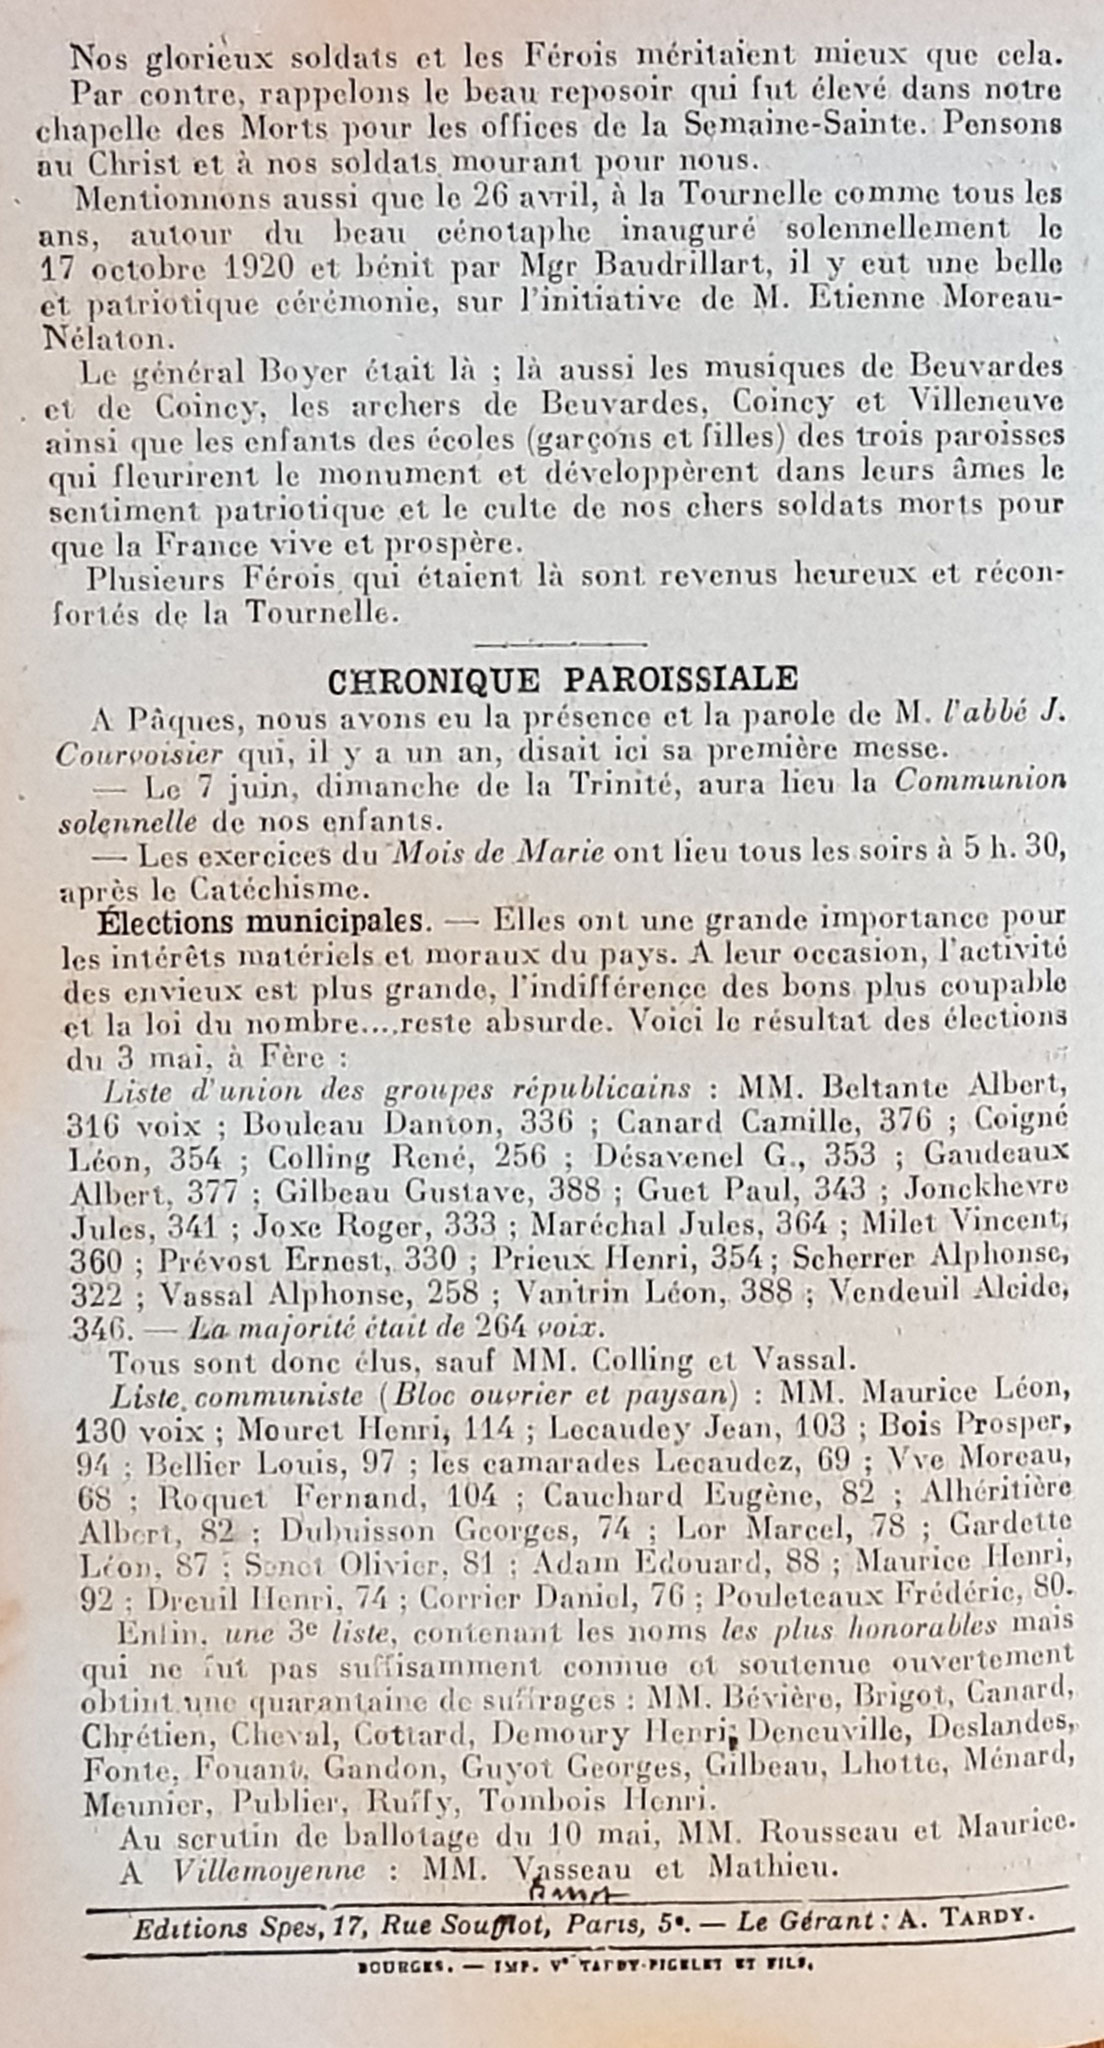 Nos glorieux soldats et les Férois méritaient mieux que cela.
Par contre, rappelons le beau reposoir qui fut élevé dans notre
chapelle des Morts pour les offices de la Semaine-Sainte. Pensons
au Christ et à nos soldats mourant pour nous.
Mentionnons aussi que le 26 avril, à la Tournelle comme tous les
ans, autour du beau cénotaphe inauguré solennellement le
17 octobre 1920 et bénit par Mgr Baudrillart, il y eut une belle
et patriotique cérémonie, sur l'initiative de M. Etienne Moreau-
Nélaton.
Le général Boyer était là ; là aussi les musiques de Beuvardes
et de Coincy, les archers de Beuvardes, Coincy et Villeneuve
ainsi que les enfants des écoles (garçons et filles) des trois paroisses
qui fleurirent le monument et développèrent dans leurs âmes le
sentiment patriotique et le culte de nos chers soldats morts pour
que la France vive et prospère.
Plusieurs Férois qui étaient là sont revenus heureux et récon-
fortés de la Tournelle.
CHRONIQUE PAROISSIALE
A Pâques, nous avons eu la présence et la parole de M. l'abbé J.
Courvoisier qui, il y a un an, disait ici sa première messe.
— Le 7 juin, dimanche de la Trinité, aura lieu la Communion
solennelle de nos enfants.
— Les exercices du Mois de Marie ont lieu tous les soirs à 5 h. 30,
après le Catéchisme.
Élections municipales. — Elles ont une grande importance pour
les intérêts matériels et moraux du pays. A leur occasion, l'activité
des envieux est plus grande, l'indifférence des bons plus coupable
et la loi du nombre....reste absurde. Voici le résultat des élections
du 3 mai, à Fère :
Liste d'union des groupes républicains : MM. Beltante Albert,
316 voix ; Bouleau Danton, 336 ; Canard Camille, 376 ; Coigné
Léon, 354 ; Colling René, 256 ; Désavenel G., 353 ; Gaudeaux
Albert, 377 ; Gilbeau Gustave, 388 ; Guet Paul, 343 ; Jonckhevre
Jules, 341 ; Joxe Roger, 333 ; Maréchal Jules, 364 ; Milet Vincent,
360 ; Prévost Ernest, 330 ; Prieux Henri, 354 ; Scherrer Alphonse,
322 ; Vassal Alphonse, 258 ; Vantrin Léon, 388 ; Vendeuil Alcide,
346. — La majorité était de 264 voix.
Tous sont donc élus, sauf MM. Colling et Vassal.
Liste communiste (Bloc ouvrier et paysan) : MM. Maurice Léon,
130 voix ; Mouret Henri, 114 ; Lecaudey Jean, 103 ; Bois Prosper,
94 ; Bellier Louis, 97 ; les camarades Lecaudez, 69 ; Vve Moreau,
68 ; Roquet Fernand, 104 ; Cauchard Eugène, 82 ; Alhéritière
Albert, 82 ; Dubuisson Georges, 74 ; Lor Marcel, 78 ; Gardette
Léon, 87 ; Senet Olivier, 81 ; Adam Edouard, 88 ; Maurice Henri,
92 ; Dreuil Henri, 74 ; Corrier Daniel, 76 ; Pouleteaux Frédéric, 80.
Enfin, une 3e liste, contenant les noms les plus honorables mais
qui ne fut pas suffisamment connue et soutenue ouvertement
obtint une quarantaine de suffrages : MM. Bévière, Brigot, Canard,
Chrétien, Cheval, Cottard, Demoury Henri, Deneuville, Deslandes,
Fonte, Fouant, Gandon, Guyot Georges, Gilbeau, Lhotte, Ménard,
Meunier, Publier, Ruffy, Tombois Henri.
Au scrutin de ballotage du 10 mai, MM. Rousseau et Maurice.
A Villemoyenne : MM. Vasseau et Mathieu.
Editions Spes, 17, Rue Soufflot, Paris, 5e. — Le Gérant : A. TARDY.
BOURGES. — IMP. Ve TARDY-PIGELET ET FILS.